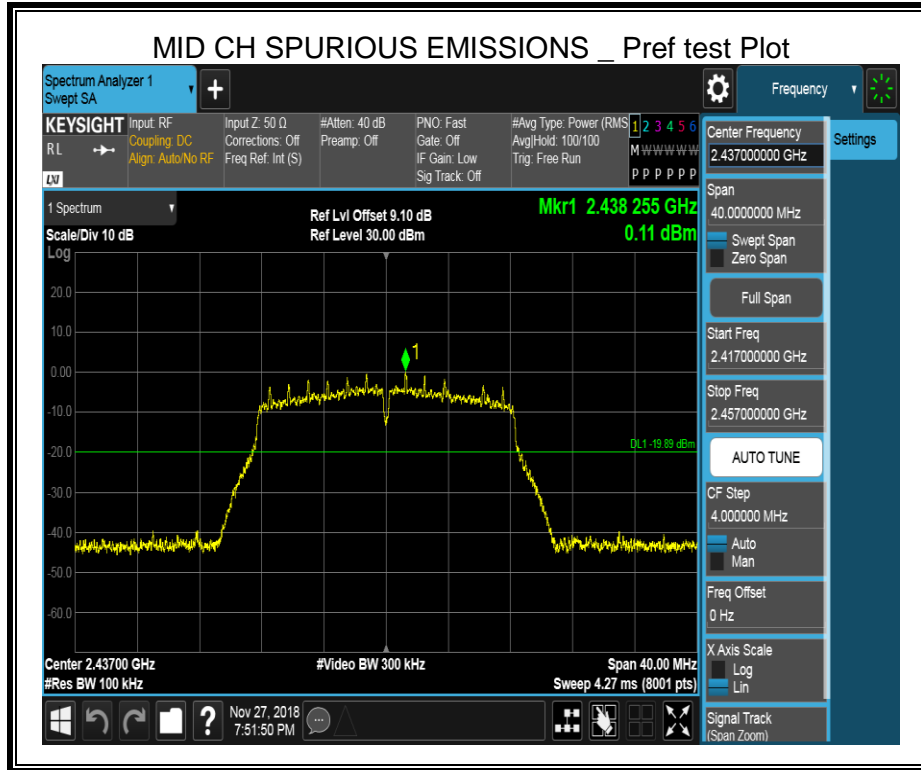 MID CH SPURIOUS EMISSIONS _ Pref test Plot
Spectrum Analyzer 1
Swept SA
+
Frequency
KEYSIGHT
RL
LXI
Input: RF
Coupling: DC
Align: Auto/No RF
Input Z: 50 Ω
Corrections: Off
Freq Ref: Int (S)
#Atten: 40 dB
Preamp: Off
PNO: Fast
Gate: Off
IF Gain: Low
Sig Track: Off
#Avg Type: Power (RMS
Avg|Hold: 100/100
Trig: Free Run
1 2 3 4 5 6
M W W W W W
P P P P P P
1 Spectrum
Scale/Div 10 dB
Ref Lvl Offset 9.10 dB
Ref Level 30.00 dBm
Mkr1 2.438 255 GHz
0.11 dBm
Log
20.0
10.0
0.00
-10.0
-20.0
-30.0
-40.0
-50.0
-60.0
1
DL1 -19.89 dBm
Center 2.43700 GHz
#Res BW 100 kHz
#Video BW 300 kHz
Span 40.00 MHz
Sweep 4.27 ms (8001 pts)
Center Frequency
2.437000000 GHz
Settings
Span
40.0000000 MHz
Swept Span
Zero Span
Full Span
Start Freq
2.417000000 GHz
Stop Freq
2.457000000 GHz
AUTO TUNE
CF Step
4.000000 MHz
Auto
Man
Freq Offset
0 Hz
X Axis Scale
Log
Lin
Signal Track
(Span Zoom)
?
Nov 27, 2018
7:51:50 PM